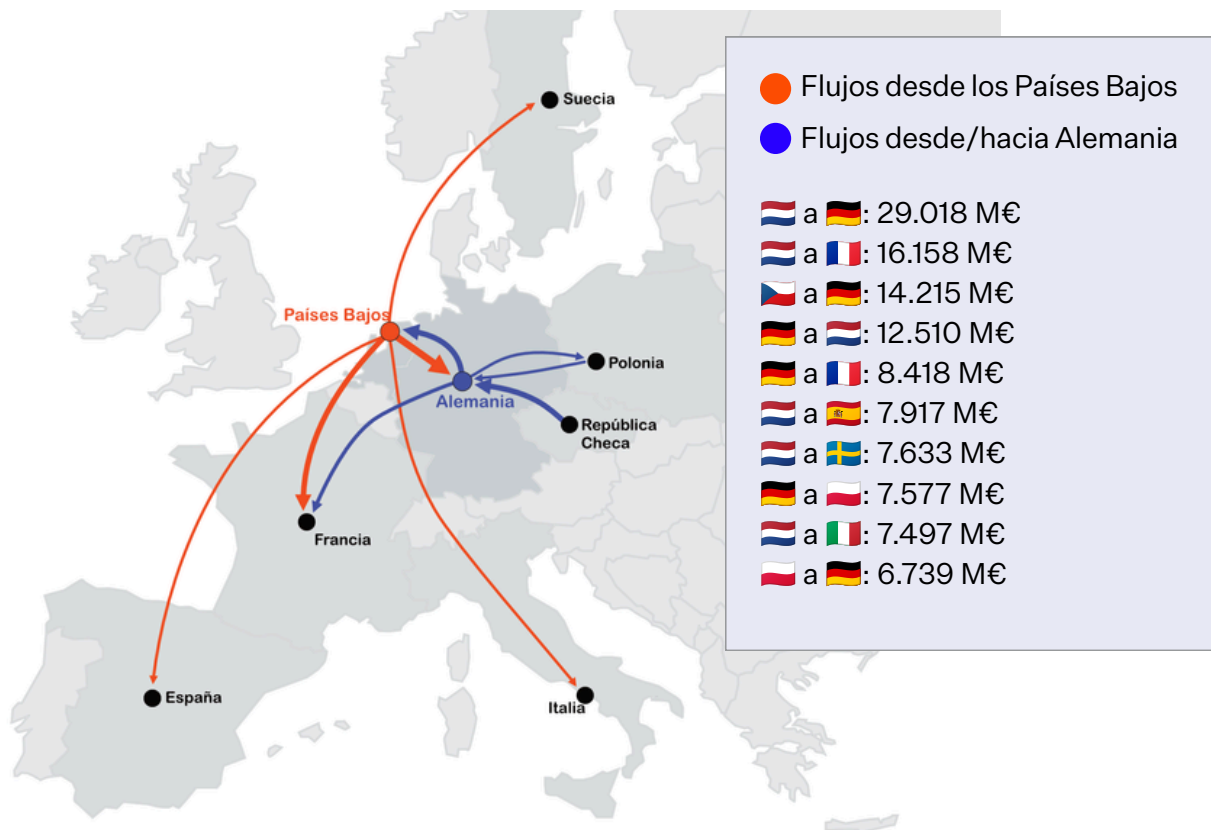 Suecia
Países Bajos
Polonia
Alemania
República
Checa
Francia
España
Italia
Flujos desde los Países Bajos
Flujos desde/hacia Alemania
🇳🇱 a 🇩🇪: 29.018 M€
🇳🇱 a 🇫🇷: 16.158 M€
🇨🇿 a 🇩🇪: 14.215 M€
🇩🇪 a 🇳🇱: 12.510 M€
🇩🇪 a 🇫🇷: 8.418 M€
🇳🇱 a 🇪🇸: 7.917 M€
🇳🇱 a 🇸🇪: 7.633 M€
🇩🇪 a 🇵🇱: 7.577 M€
🇳🇱 a 🇮🇹: 7.497 M€
🇵🇱 a 🇩🇪: 6.739 M€